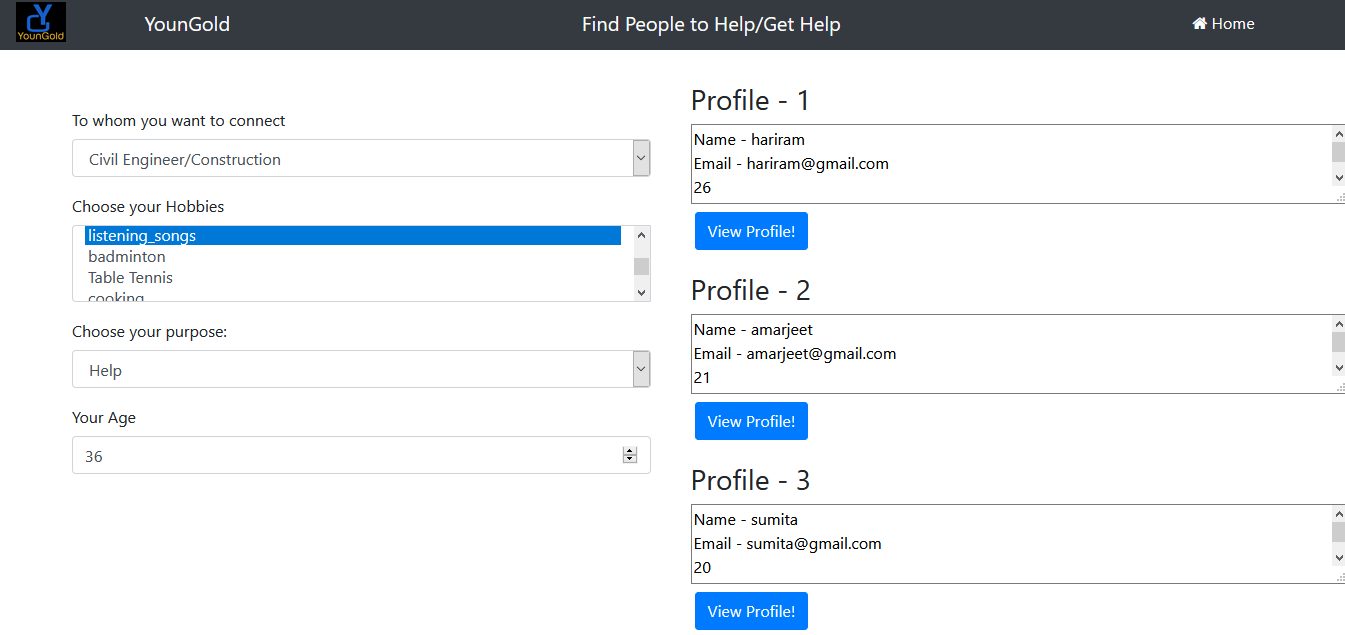 YounGold
YounGold
Find People to Help/Get Help
Home
To whom you want to connect
Civil Engineer/Construction
Choose your Hobbies
listening_songs
badminton
Table Tennis
cooking
Choose your purpose:
Help
Your Age
36
Profile - 1
Name - hariram
Email - hariram@gmail.com
26
View Profile!
Profile - 2
Name - amarjeet
Email - amarjeet@gmail.com
21
View Profile!
Profile - 3
Name - sumita
Email - sumita@gmail.com
20
View Profile!